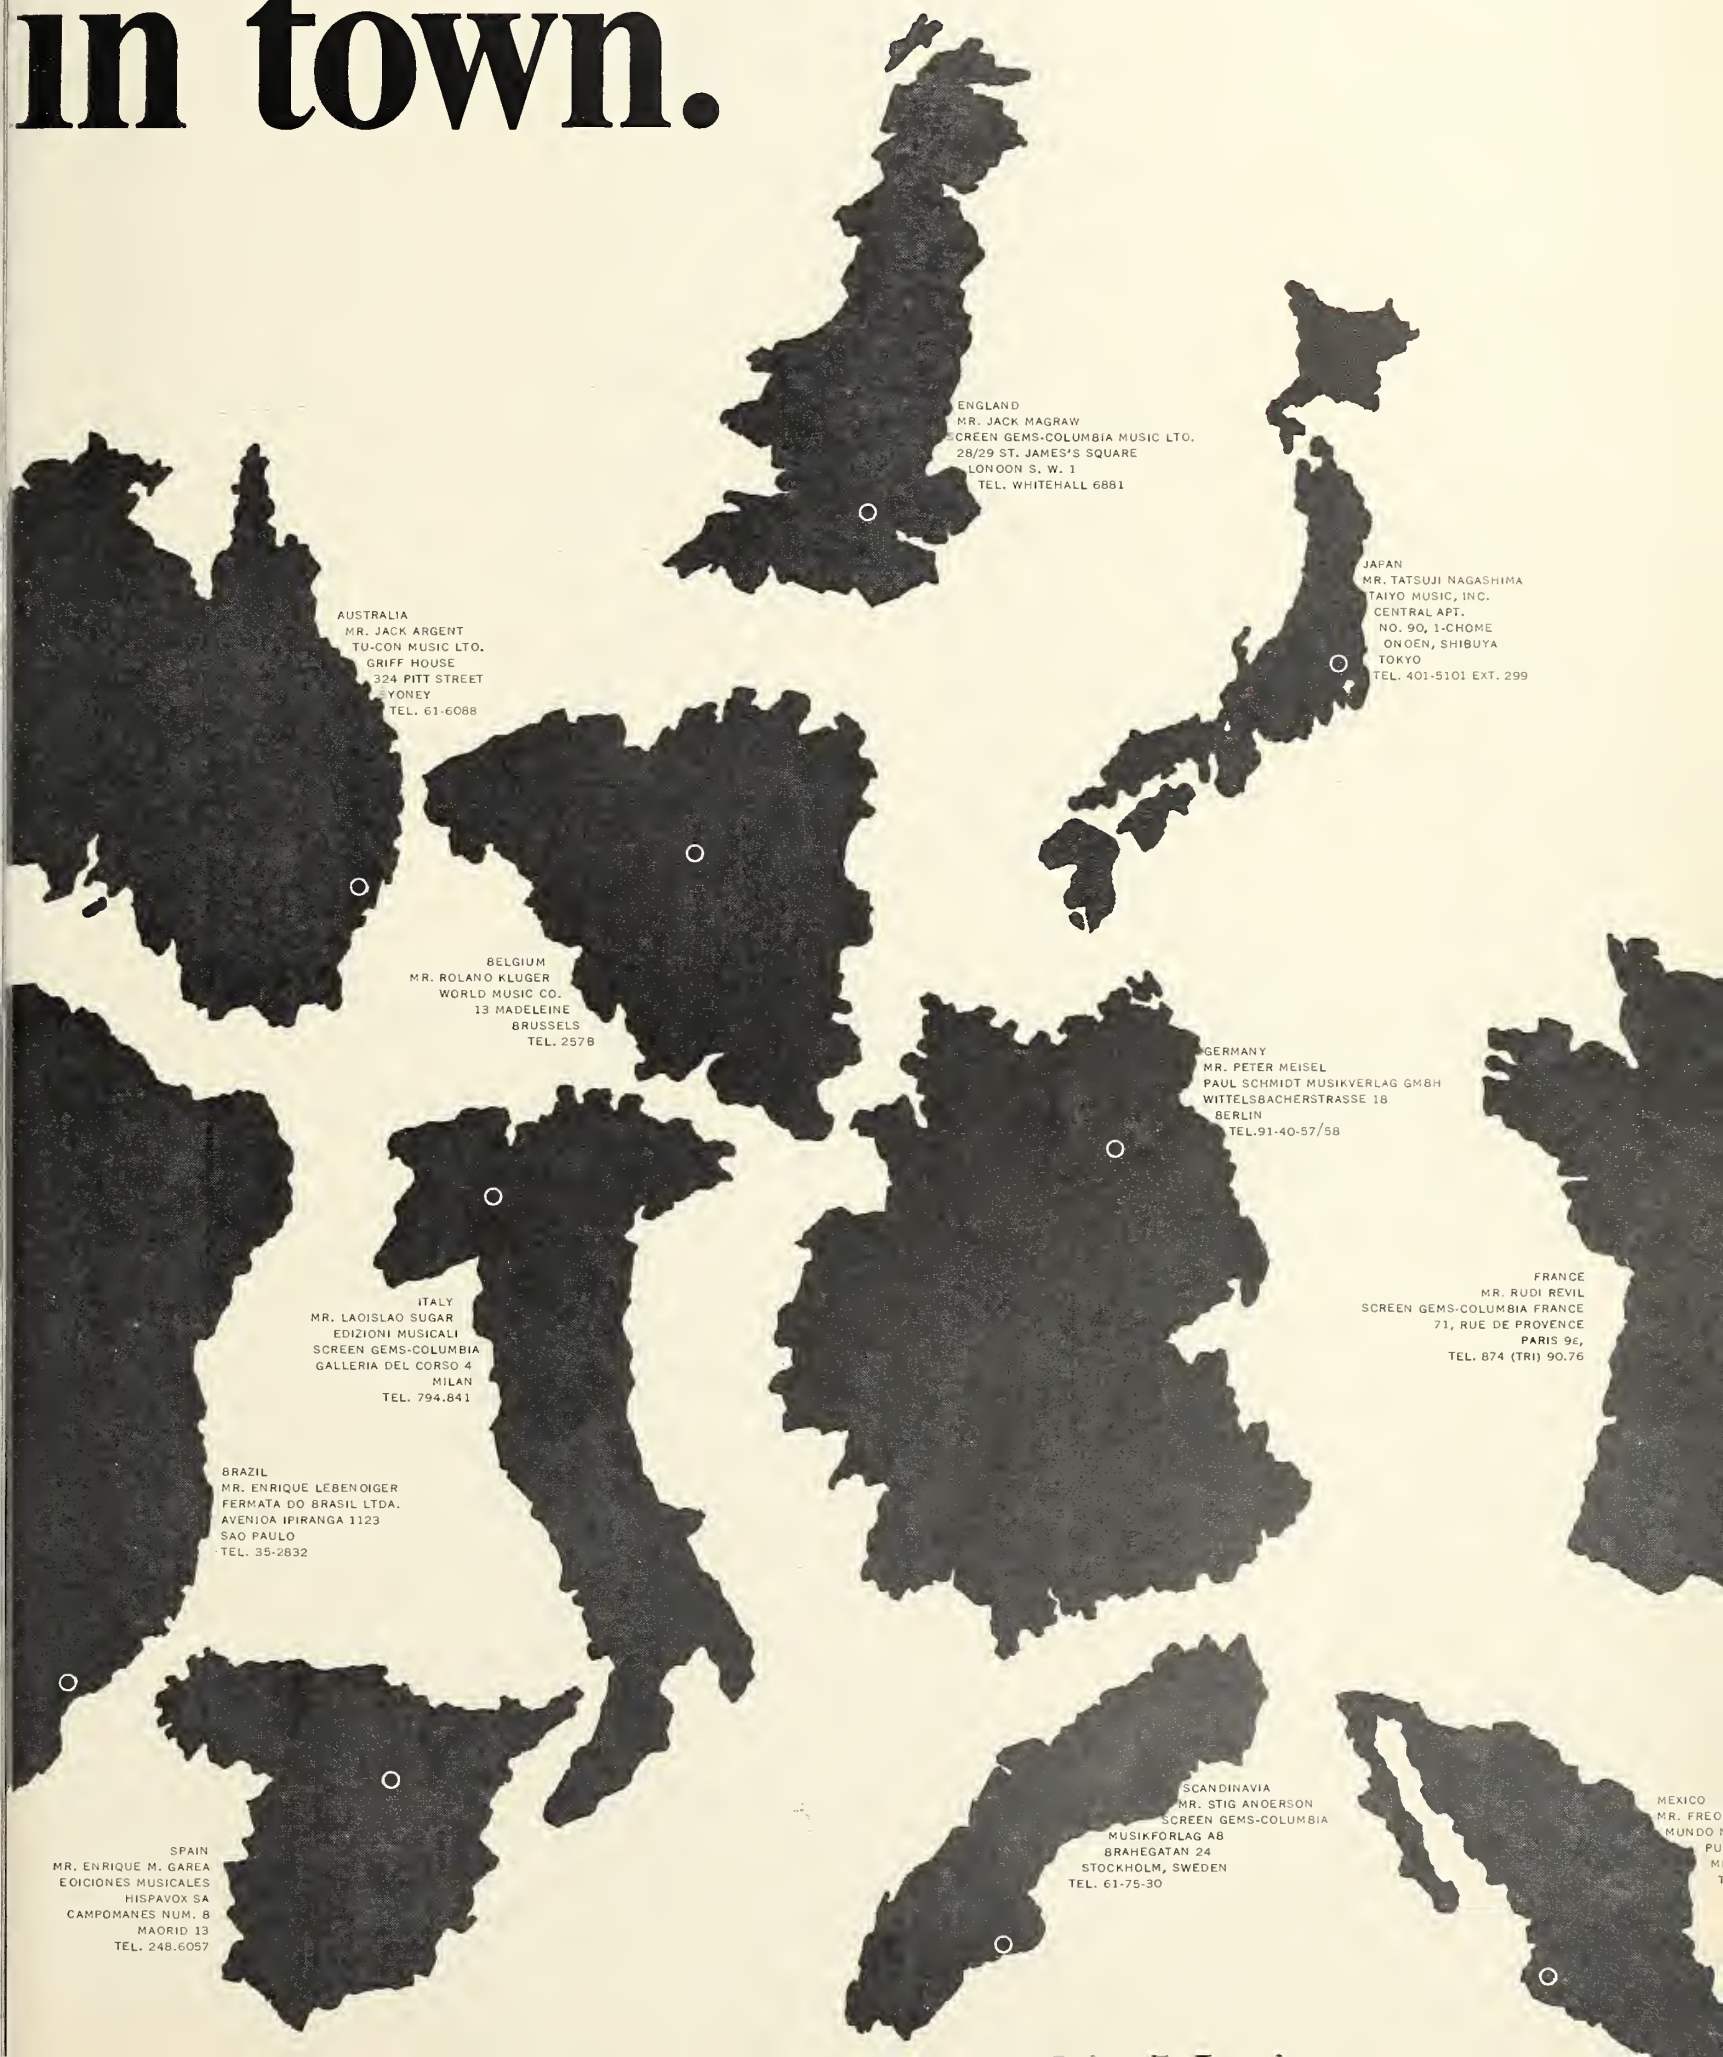 in town.
ENGLAND
MR. JACK MAGRAW
SCREEN GEMS-COLUMBIA MUSIC LTD.
28/29 ST. JAMES'S SQUARE
LONDON S. W. 1
TEL. WHITEHALL 6881
JAPAN
MR. TATSUJI NAGASHIMA
TAIYO MUSIC, INC.
CENTRAL APT.
NO. 90, 1-CHOME
ONDEN, SHIBUYA
TOKYO
TEL. 401-5101 EXT. 299
AUSTRALIA
MR. JACK ARGENT
TU-CON MUSIC LTD.
GRIFF HOUSE
324 PITT STREET
SYDNEY
TEL. 61-6088
BELGIUM
MR. ROLAND KLUGER
WORLD MUSIC CO.
13 MADELEINE
BRUSSELS
TEL. 2578
GERMANY
MR. PETER MEISEL
PAUL SCHMIDT MUSIKVERLAG GMBH
WITTELSBACHERSTRASSE 18
BERLIN
TEL.91-40-57/58
FRANCE
MR. RUDI REVIL
SCREEN GEMS-COLUMBIA FRANCE
71, RUE DE PROVENCE
PARIS 9E,
TEL. 874 (TRI) 90.76
ITALY
MR. LADISLAO SUGAR
EDIZIONI MUSICALI
SCREEN GEMS-COLUMBIA
GALLERIA DEL CORSO 4
MILAN
TEL. 794.841
BRAZIL
MR. ENRIQUE LEBENDIGER
FERMATA DO BRASIL LTDA.
AVENIDA IPIRANGA 1123
SAO PAULO
TEL. 35-2832
SCANDINAVIA
MR. STIG ANDERSON
SCREEN GEMS-COLUMBIA
MUSIKFORLAG AB
BRAHEGATAN 24
STOCKHOLM, SWEDEN
TEL. 61-75-30
MEXICO
MR. FRED
MUNDO
SPAIN
MR. ENRIQUE M. GAREA
EDICIONES MUSICALES
HISPAVOX SA
CAMPOMANES NUM. 8
MADRID 13
TEL. 248.6057